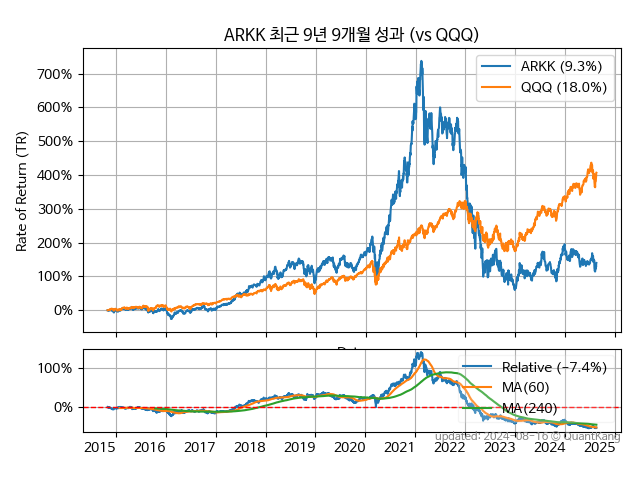 ARKK 최근 9년 9개월 성과 (vs QQQ)
Rate of Return (TR)
700%
600%
500%
400%
300%
200%
100%
0%
ARKK (9.3%)
QQQ (18.0%)
100%
0%
Relative (−7.4%)
MA(60)
MA(240)
updated: 2024-08-16 © QuantKang
2015 2016 2017 2018 2019 2020 2021 2022 2023 2024 2025